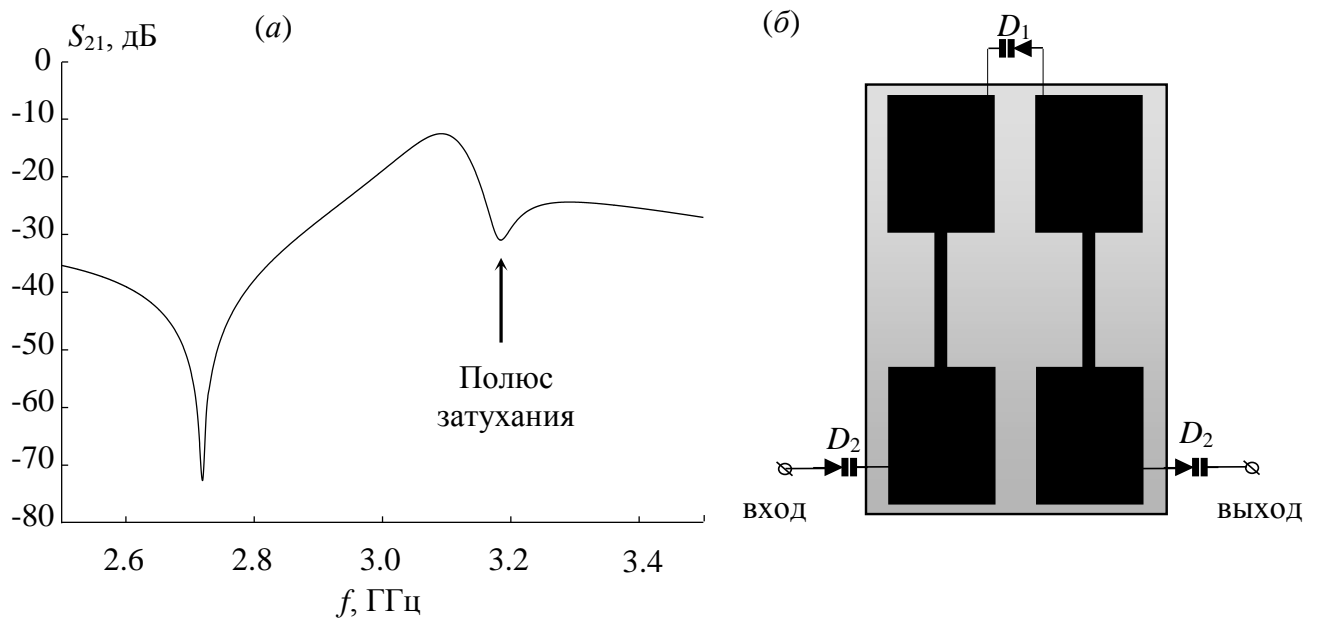 (а)
S21, дБ
0
-10
-20
-30
-40
-50
-60
-70
-80
2.6 2.8 3.0 3.2 3.4
f, ГГц
Полюс
затухания
(б)
D1
D2
D2
вход
выход